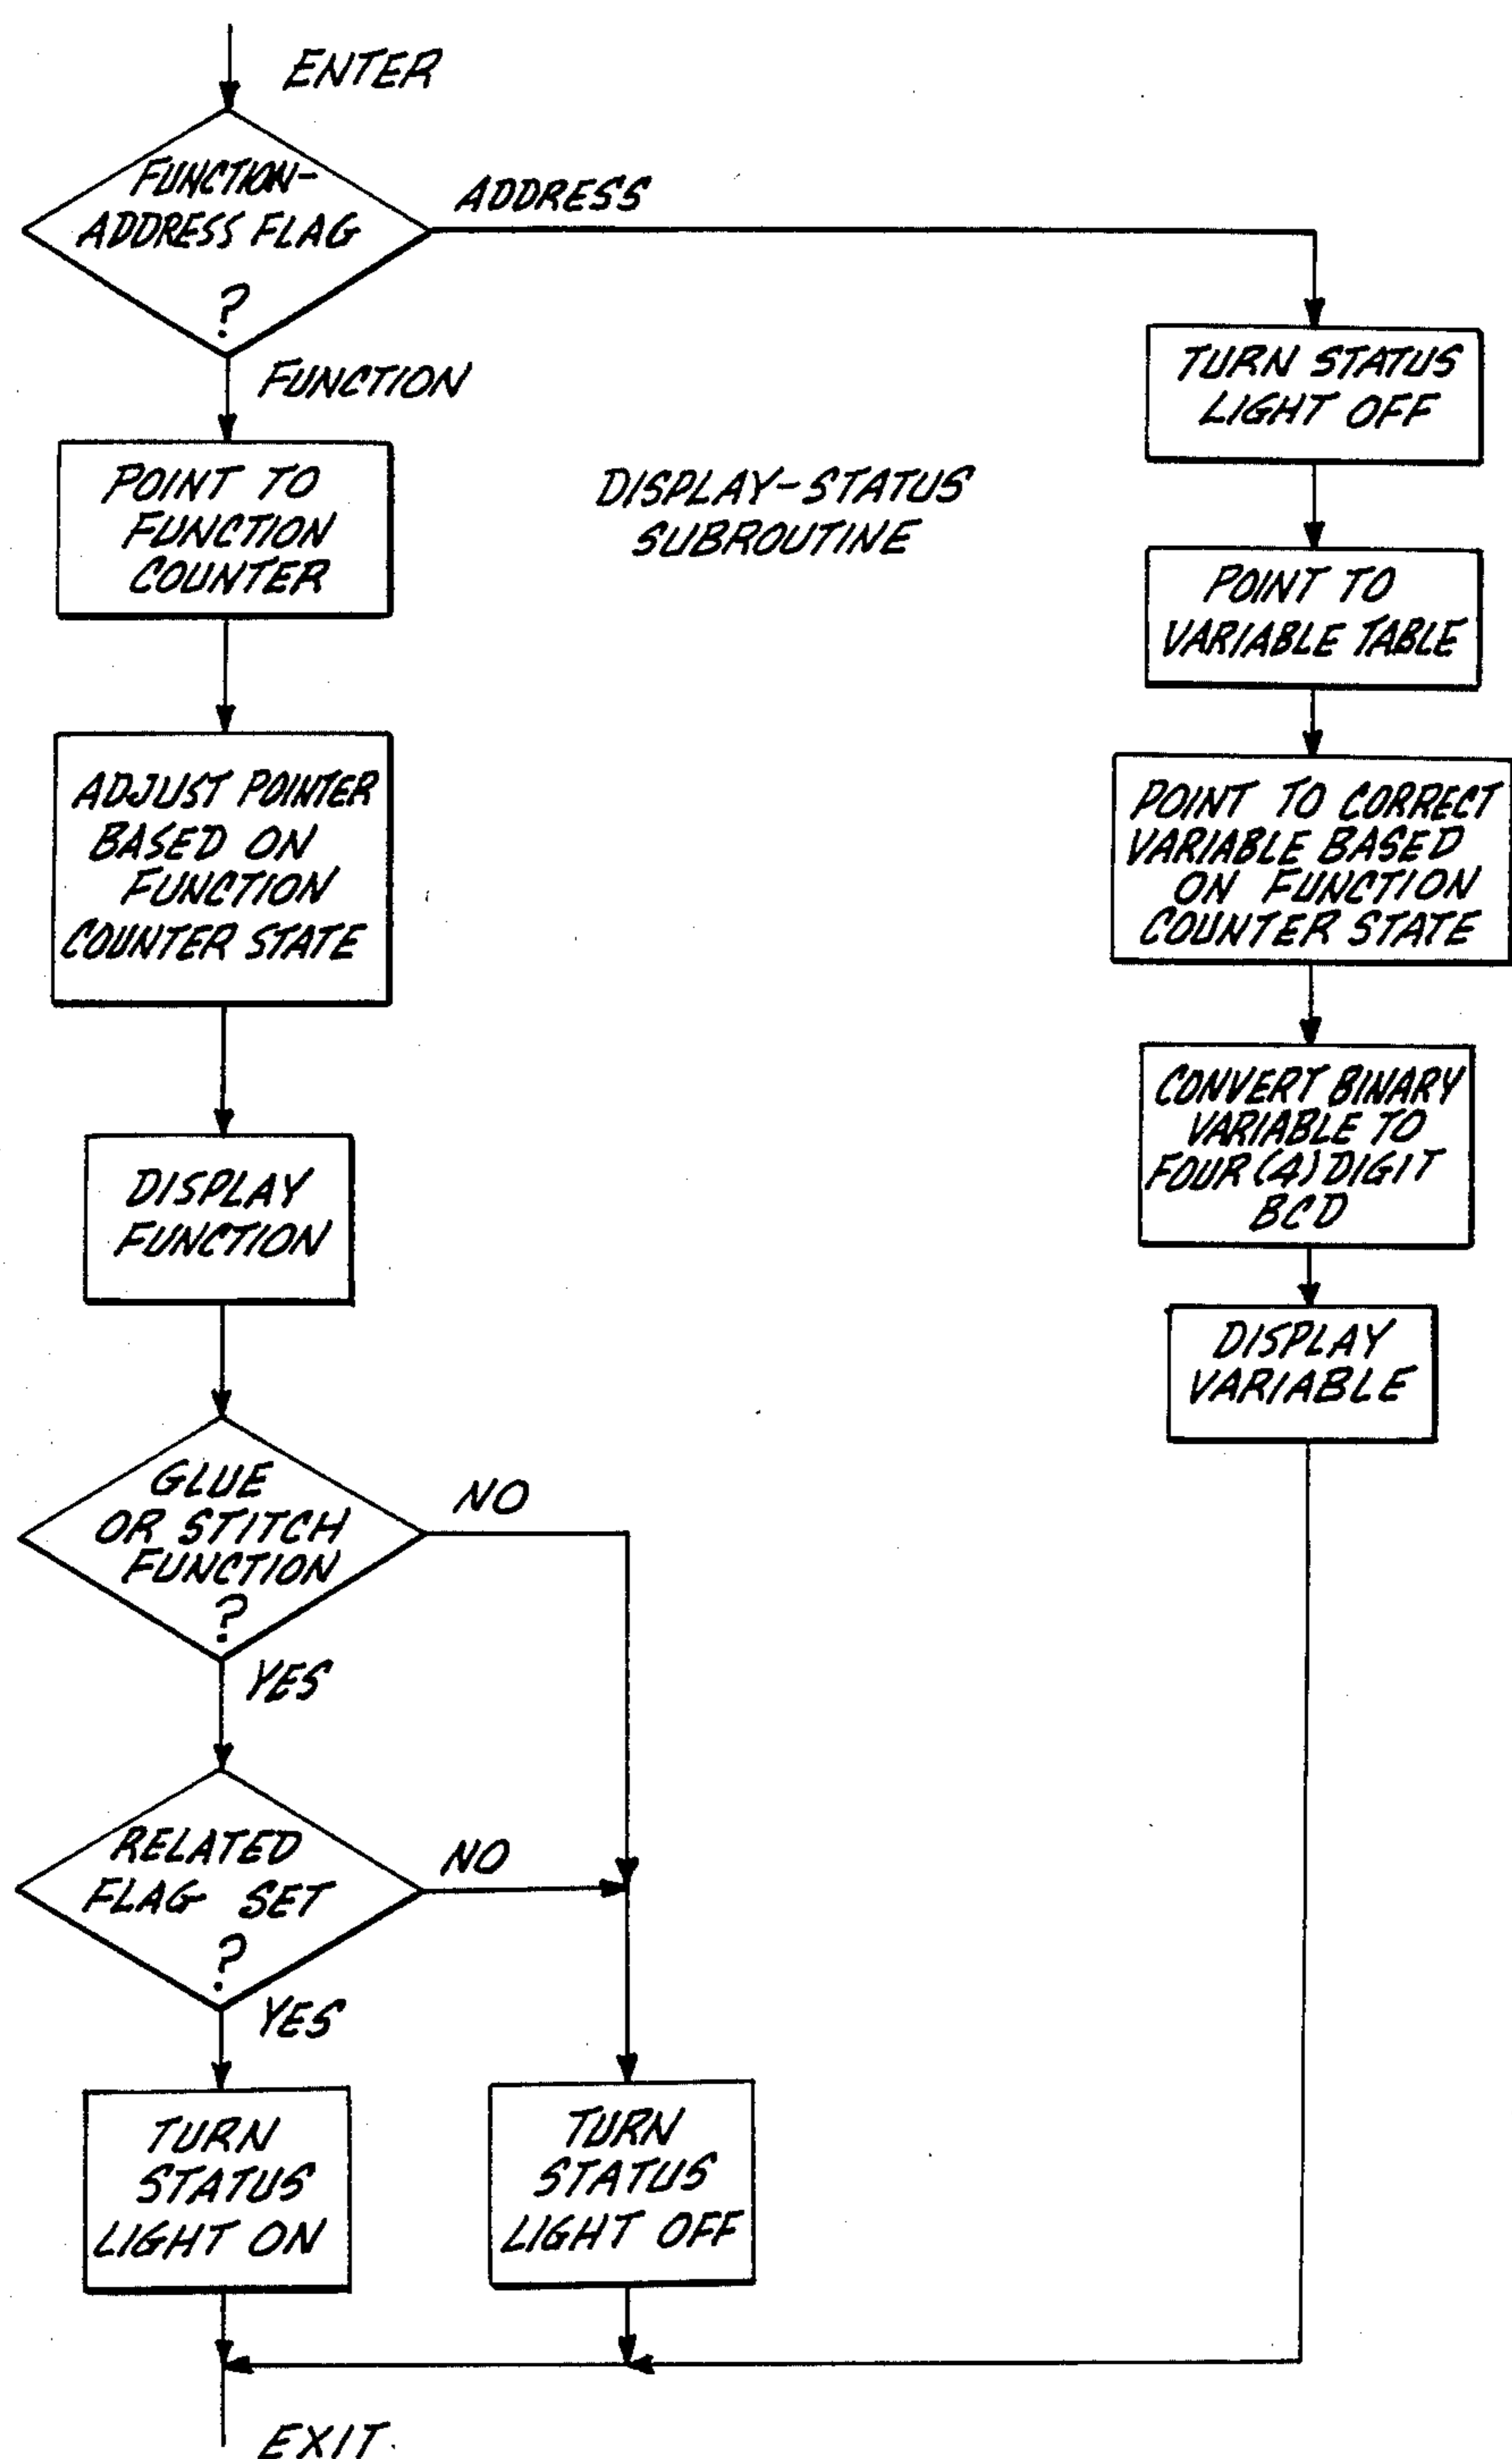 ENTER
FUNCTION-
ADDRESS FLAG
?
ADDRESS
FUNCTION
TURN STATUS
LIGHT OFF
POINT TO
FUNCTION
COUNTER
DISPLAY-STATUS
SUBROUTINE
POINT TO
VARIABLE TABLE
ADJUST POINTER
BASED ON
FUNCTION
COUNTER STATE
POINT TO CORRECT
VARIABLE BASED
ON FUNCTION
COUNTER STATE
DISPLAY
FUNCTION
CONVERT BINARY
VARIABLE TO
FOUR(4)DIGIT
BCD
DISPLAY
VARIABLE
GLUE
OR STITCH
FUNCTION
?
NO
YES
RELATED
FLAG SET
?
NO
YES
TURN
STATUS
LIGHT ON
TURN
STATUS
LIGHT OFF
EXIT.